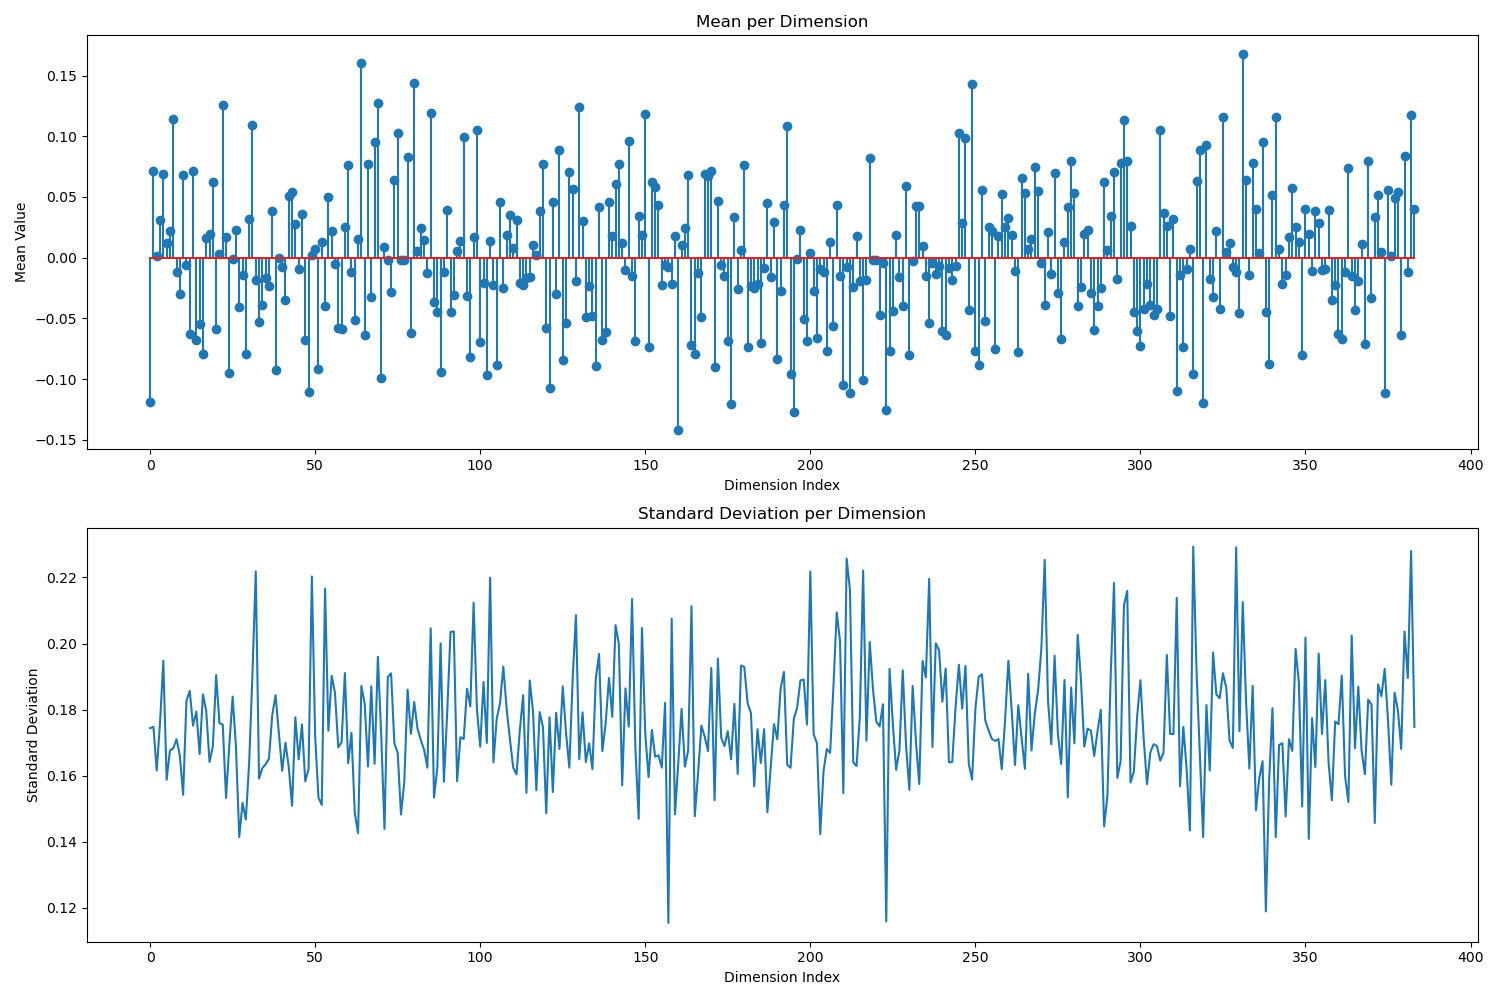 Mean per Dimension
Mean Value
0.15
0.10
0.05
0.00
−0.05
−0.10
−0.15
0 50 100 150 200 250 300 350 400
Dimension Index
Standard Deviation per Dimension
Standard Deviation
0.22
0.20
0.18
0.16
0.14
0.12
0 50 100 150 200 250 300 350 400
Dimension Index